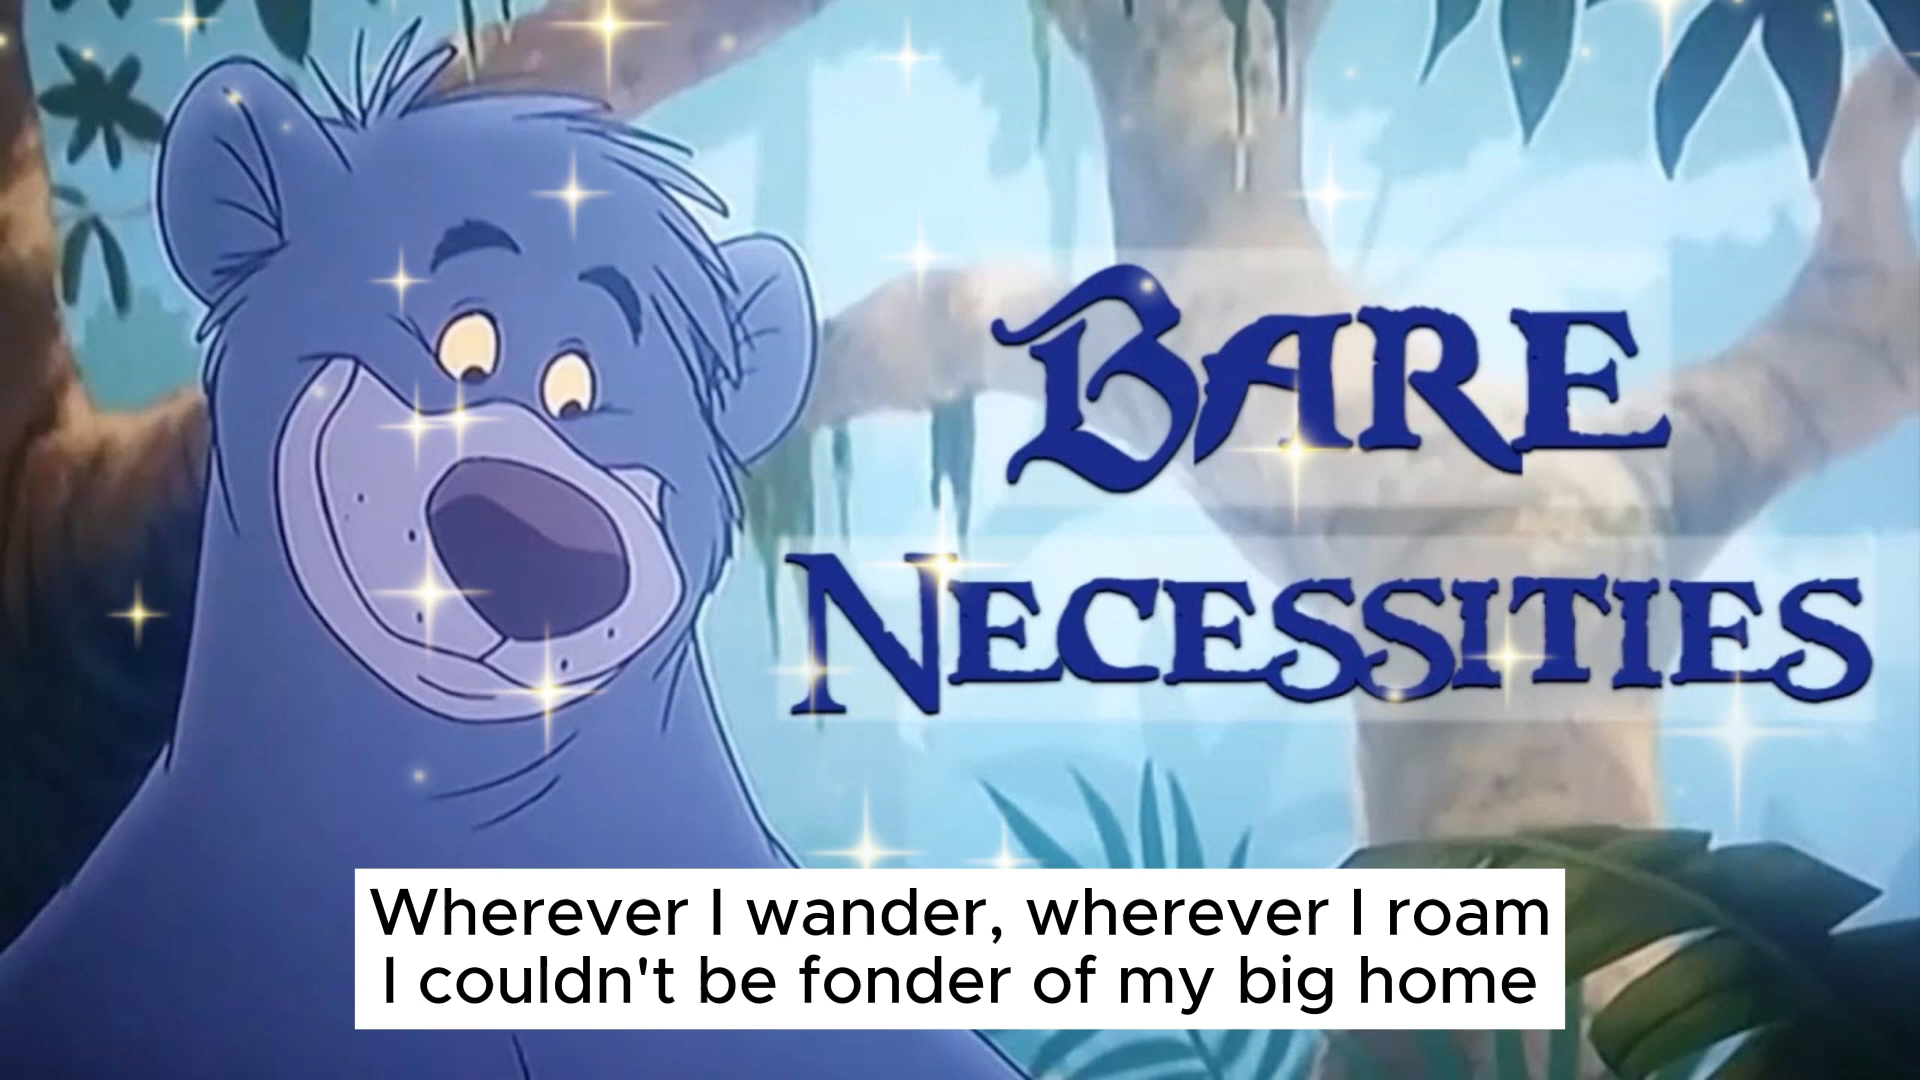 BARE
NECESSITIES
Wherever I wander, wherever I roam
I couldn't be fonder of my big home